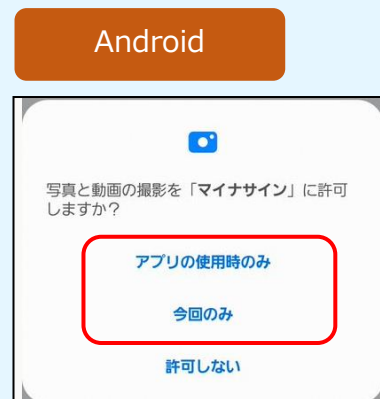 Android
写真と動画の撮影を「マイナサイン」に許可
しますか？
アプリの使用時のみ
今回のみ
許可しない